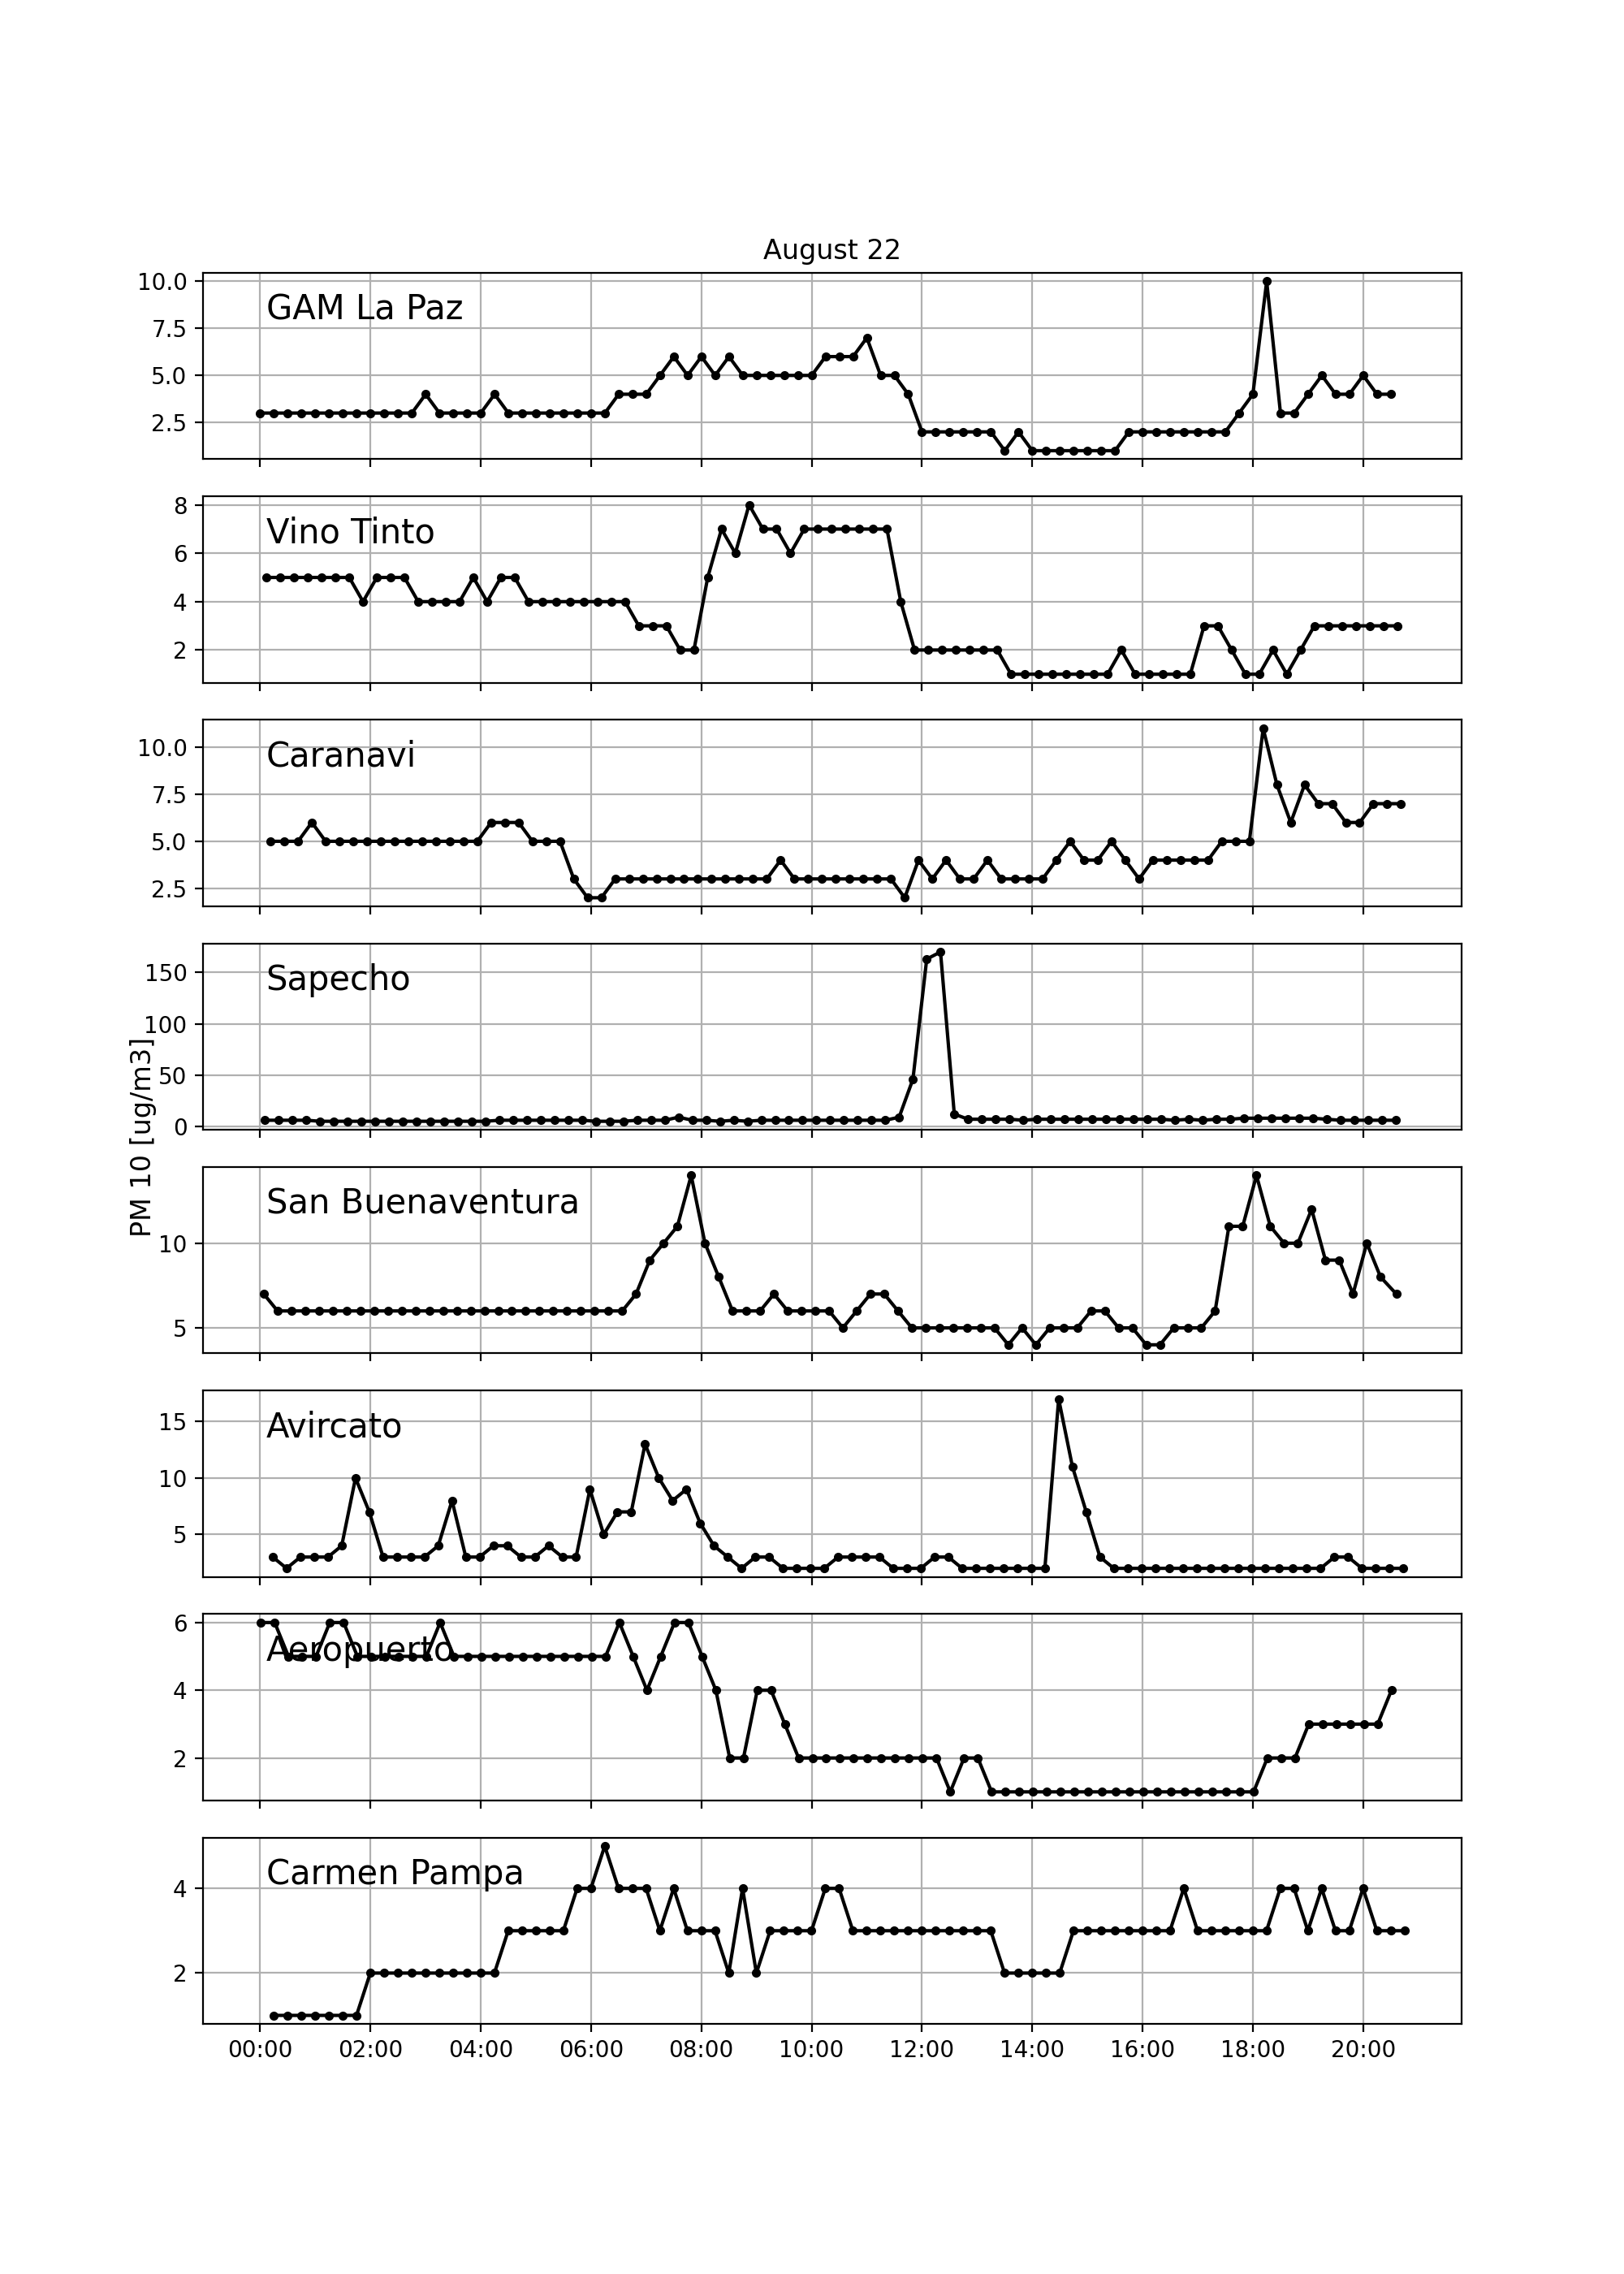 August 22
10.0
7.5
5.0
2.5
GAM La Paz
8
6
4
2
Vino Tinto
10.0
7.5
5.0
2.5
Caranavi
150
100
50
0
Sapecho
PM 10 [ug/m3]
10
5
San Buenaventura
15
10
5
Avircato
6
4
2
Aeropuerto
4
2
Carmen Pampa
00:00 02:00 04:00 06:00 08:00 10:00 12:00 14:00 16:00 18:00 20:00